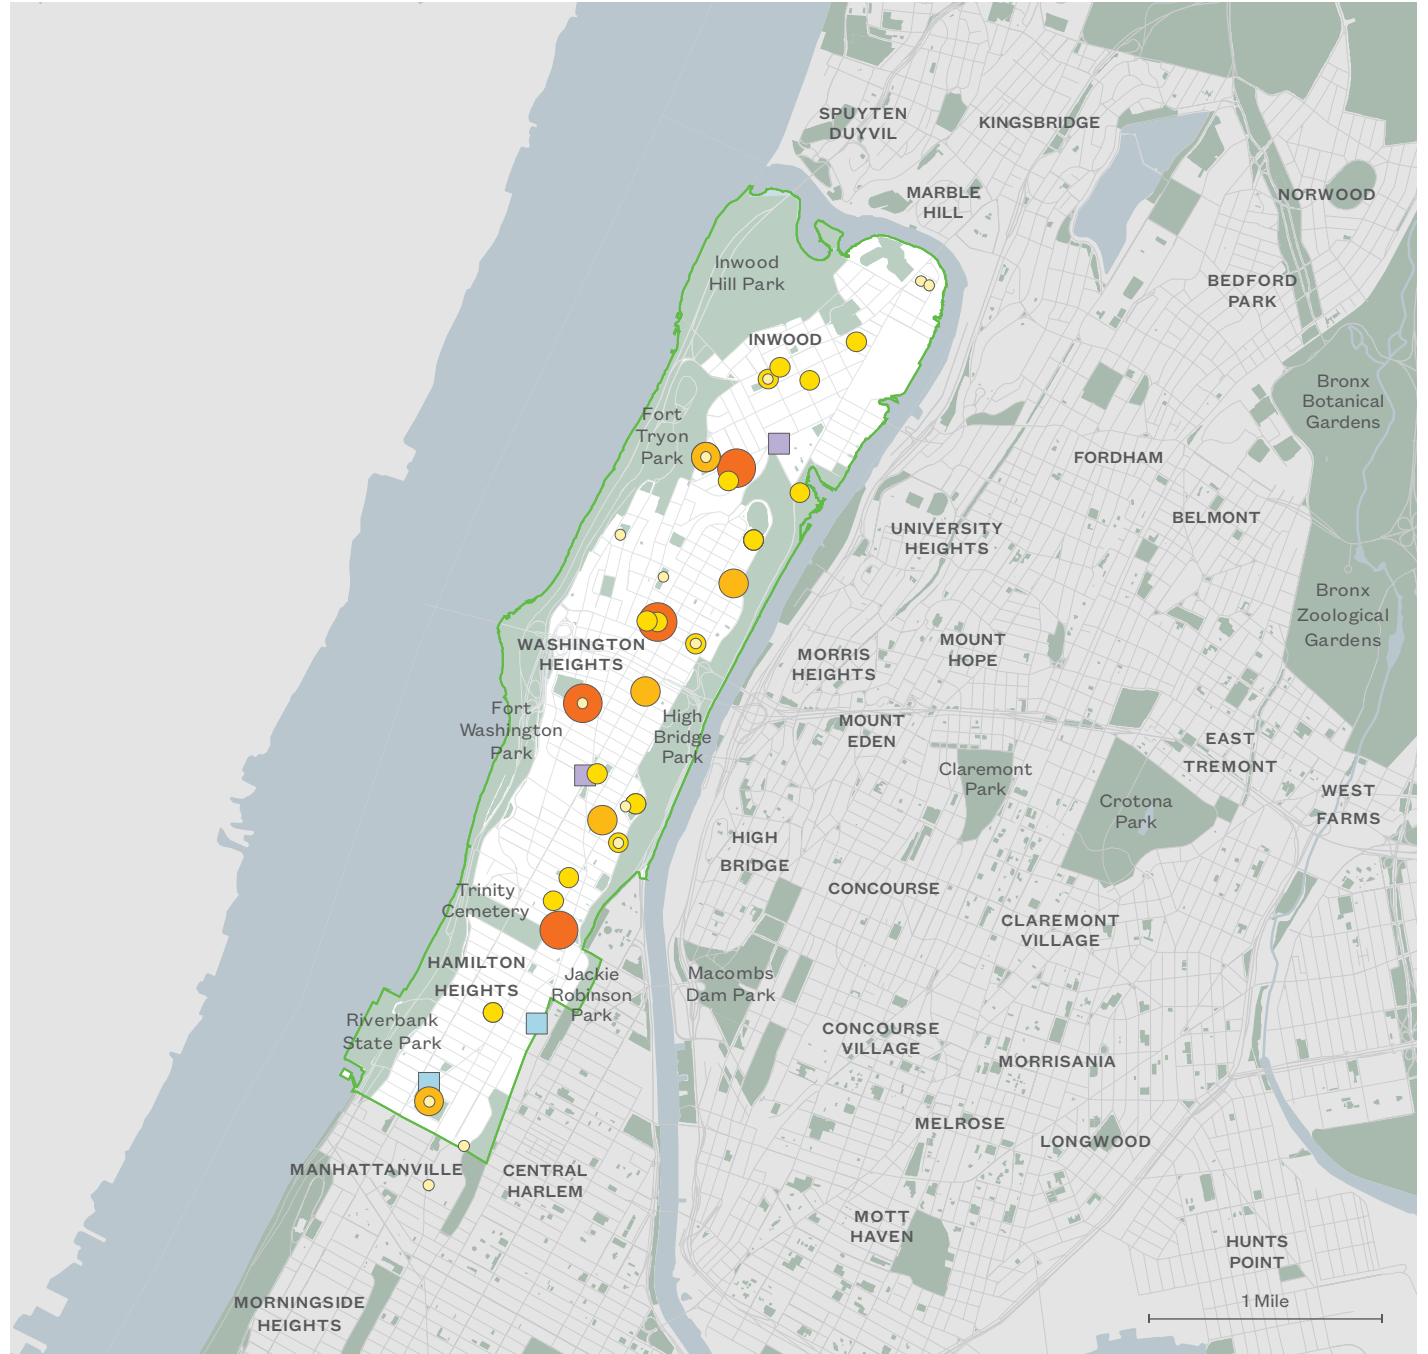 SPUYTEN
DUYVIL
KINGSBRIDGE
MARBLE
HILL
NORWOOD
Inwood
Hill Park
BEDFORD
PARK
INWOOD
Bronx
Botanical
Gardens
Fort
Tryon
Park
FORDHAM
BELMONT
UNIVERSITY
HEIGHTS
Bronx
Zoological
Gardens
WASHINGTON
HEIGHTS
MORRIS
HEIGHTS
MOUNT
HOPE
Fort
Washington
Park
High
Bridge
Park
MOUNT
EDEN
EAST
TREMONT
Claremont
Park
Crotona
Park
WEST
FARMS
HIGH
BRIDGE
Trinity
Cemetery
CONCOURSE
CLAREMONT
VILLAGE
HAMILTON
HEIGHTS
Jackie
Robinson
Park
Macombs
Dam Park
Riverbank
State Park
CONCOURSE
VILLAGE
MORRISANIA
MELROSE
LONGWOOD
MANHATTANVILLE
CENTRAL
HARLEM
MOTT
HAVEN
HUNTS
POINT
MORNINGSIDE
HEIGHTS
1 Mile